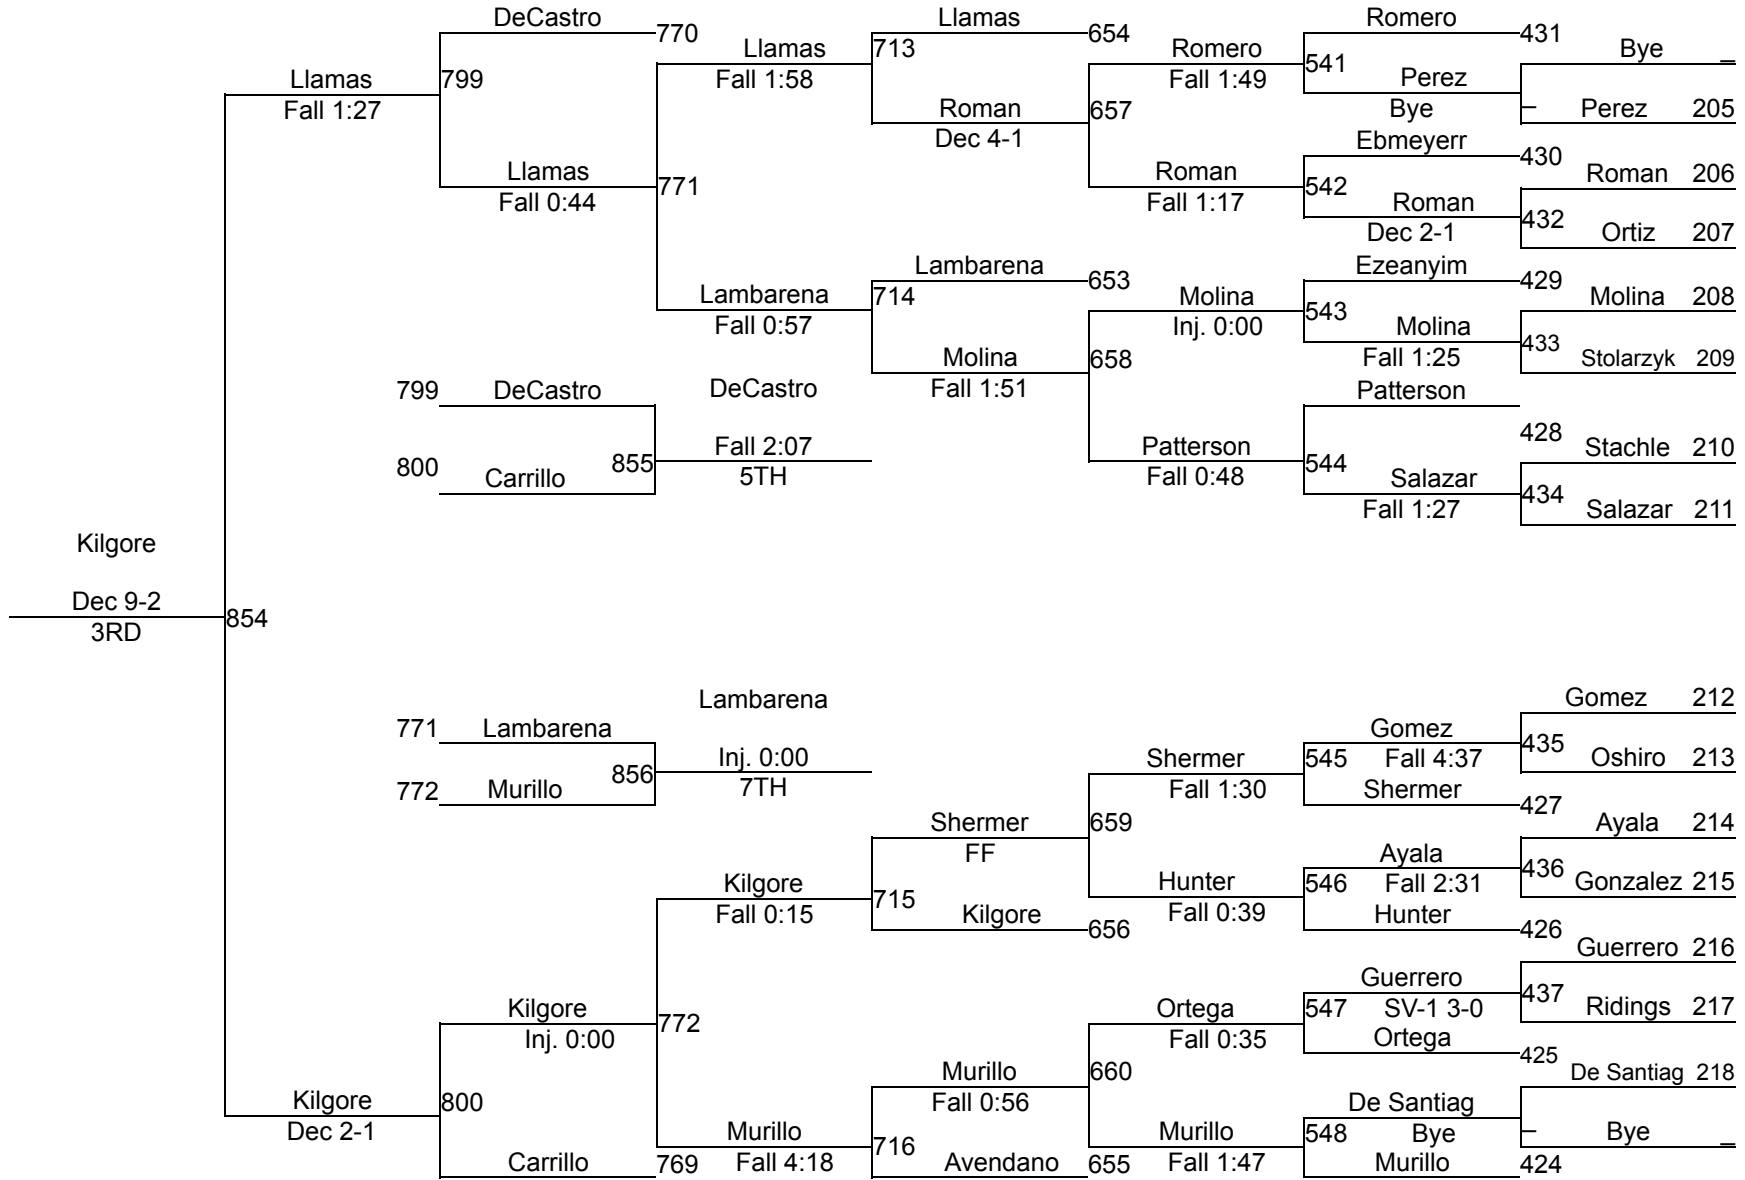 DeCastro
770
Llamas
654
Romero
431
Bye _
Llamas
Fall 1:58
713
Romero
Fall 1:49
541
Perez
Bye
– Perez 205
Llamas
Fall 1:27
799
Roman
Dec 4-1
657
Ebmeyerr
430
Roman 206
Llamas
Fall 0:44
771
Roman
Fall 1:17
542
Roman
Dec 2-1
432
Ortiz 207
Lambarena
653
Ezeanyim
429
Molina 208
Lambarena
Fall 0:57
714
Molina
Inj. 0:00
543
Molina
Fall 1:25
433
Stolarzyk 209
Molina
Fall 1:51
658
799 DeCastro
DeCastro
Patterson
428
Stachle 210
800 Carrillo
855
Fall 2:07
5TH
Patterson
Fall 0:48
544
Salazar
Fall 1:27
434
Salazar 211
Kilgore
Dec 9-2
3RD
854
Lambarena
Gomez 212
771 Lambarena
Inj. 0:00
7TH
856
772 Murillo
Shermer
Fall 1:30
545
Gomez
Fall 4:37
435
Oshiro 213
Shermer
427
Shermer
FF
659
Ayala 214
Kilgore
Fall 0:15
715
Kilgore
656
Hunter
Fall 0:39
546
Ayala
Fall 2:31
436
Gonzalez 215
Hunter
426
Guerrero 216
Kilgore
Inj. 0:00
772
Ortega
Fall 0:35
547
Guerrero
SV-1 3-0
437
Ridings 217
Ortega
425
De Santiag 218
Kilgore
Dec 2-1
800
Murillo
Fall 0:56
660
De Santiag
Bye
– Bye _
Carrillo
769
Murillo
Fall 4:18
716
Avendano
655
Murillo
Fall 1:47
548
Murillo
424